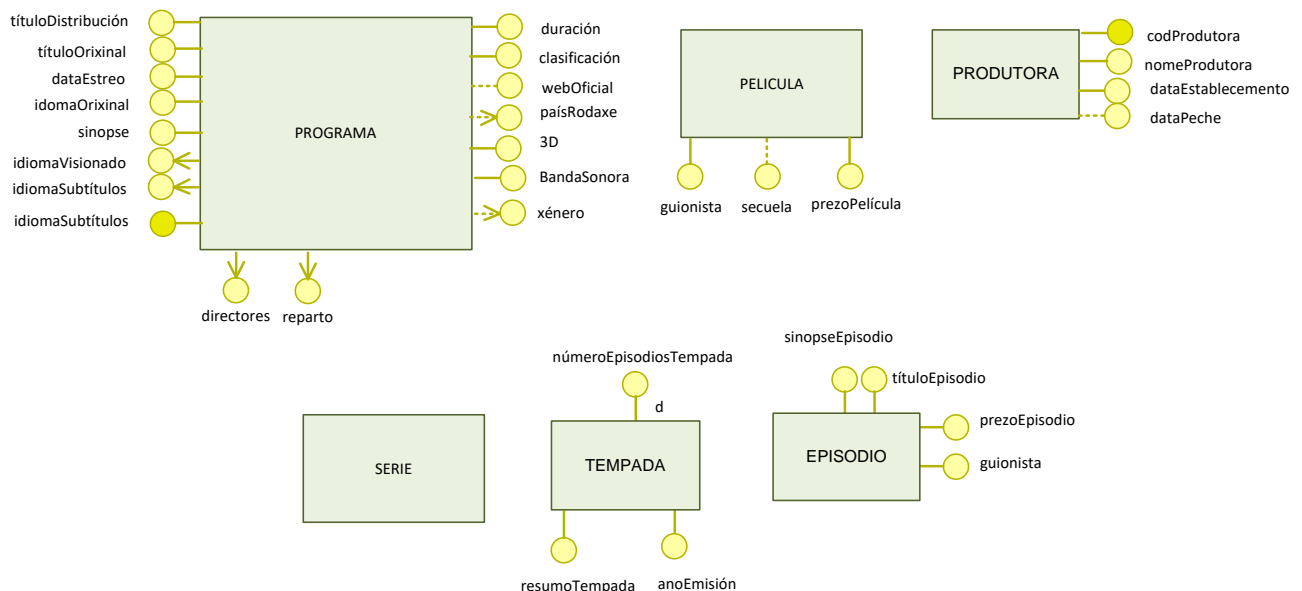 títuloDistribución
títuloOrixinal
dataEstreo
idomaOrixinal
sinopse
idiomaVisionado
idiomaSubtítulos
idiomaSubtítulos
PROGRAMA
duración
clasificación
webOficial
paísRodaxe
3D
BandaSonora
xénero
directores
reparto
PELICULA
guionista
secuela
prezoPelícula
PRODUTORA
codProdutora
nomeProdutora
dataEstablecemento
dataPeche
SERIE
númeroEpisodiosTempada
d
TEMPADA
resumoTempada
anoEmisión
sinopseEpisodio
títuloEpisodio
EPISODIO
prezoEpisodio
guionista